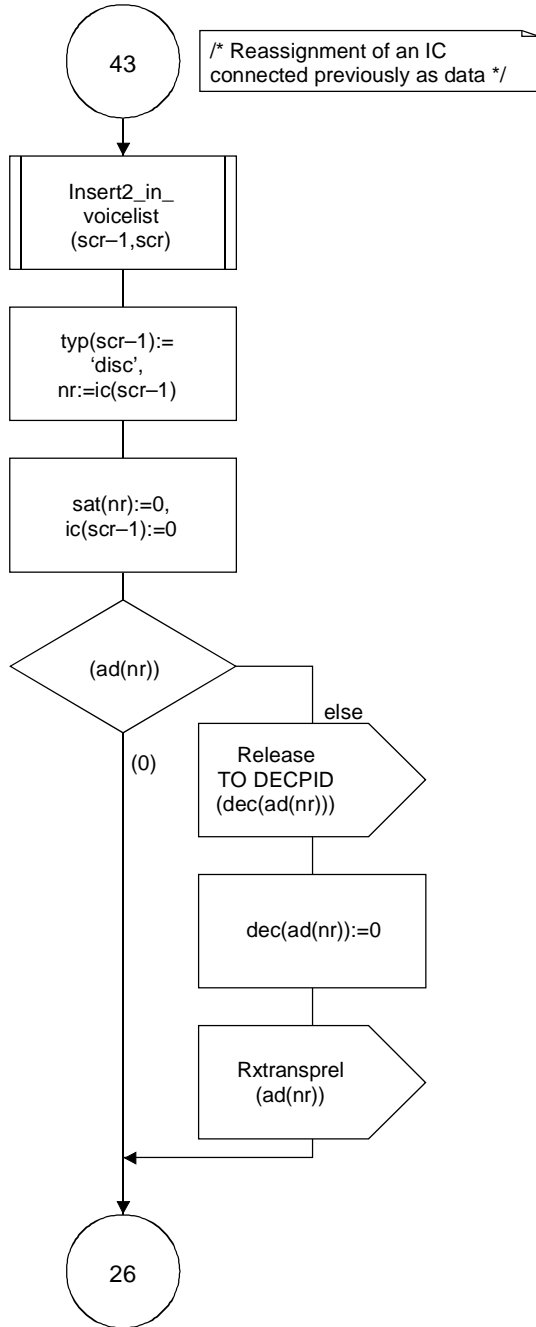 43
/* Reassignment of an IC
connected previously as data */
Insert2_in_
voicelist
(scr–1,scr)
typ(scr–1):=
‘disc’,
nr:=ic(scr–1)
sat(nr):=0,
ic(scr–1):=0
(ad(nr))
else
(0)
Release
TO DECPID
(dec(ad(nr)))
dec(ad(nr)):=0
Rxtransprel
(ad(nr))
26